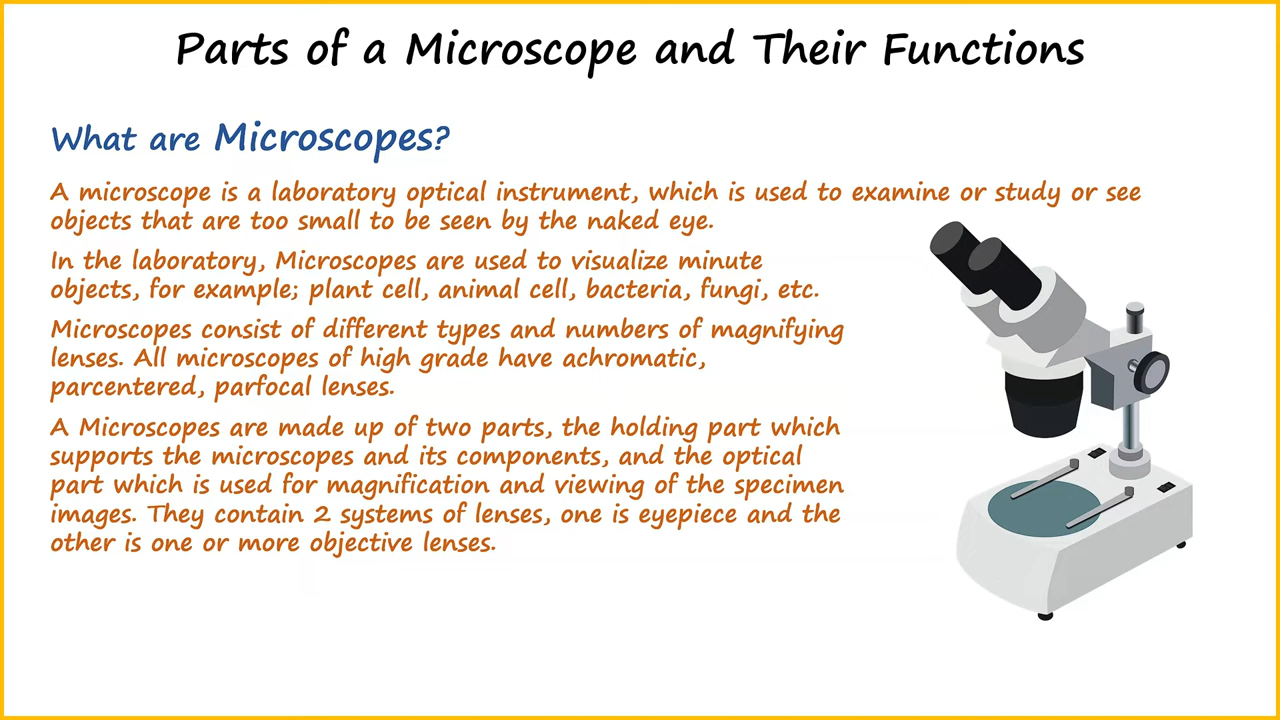 Parts of a Microscope and Their Functions
What are Microscopes?
A microscope is a laboratory optical instrument, which is used to examine or study or see
objects that are too small to be seen by the naked eye.
In the laboratory, Microscopes are used to visualize minute
objects, for example; plant cell, animal cell, bacteria, fungi, etc.
Microscopes consist of different types and numbers of magnifying
lenses. All microscopes of high grade have achromatic,
parcentered, parfocal lenses.
A Microscopes are made up of two parts, the holding part which
supports the microscopes and its components, and the optical
part which is used for magnification and viewing of the specimen
images. They contain 2 systems of lenses, one is eyepiece and the
other is one or more objective lenses.